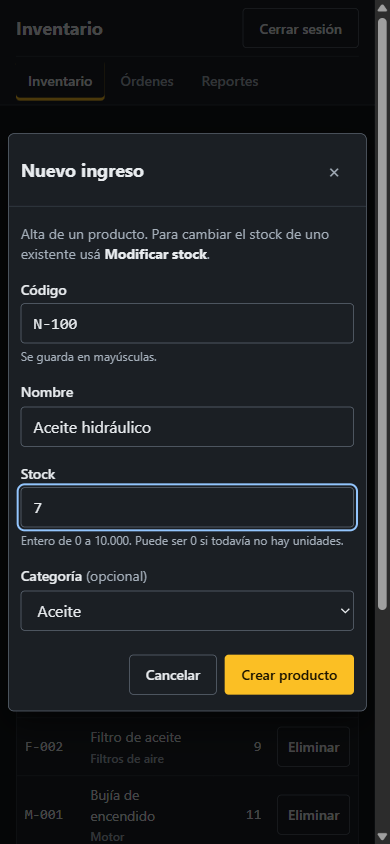 Inventario
Cerrar sesión
Inventario Órdenes Reportes
Nuevo ingreso ×
Alta de un producto. Para cambiar el stock de uno
existente usá Modificar stock.
Código
N-100
Se guarda en mayúsculas.
Nombre
Aceite hidráulico
Stock
7
Entero de 0 a 10.000. Puede ser 0 si todavía no hay unidades.
Categoría (opcional)
Aceite
Cancelar Crear producto
F-002 Filtro de aceite 9 Eliminar
Filtros de aire
M-001 Bujía de encendido 11 Eliminar
Motor